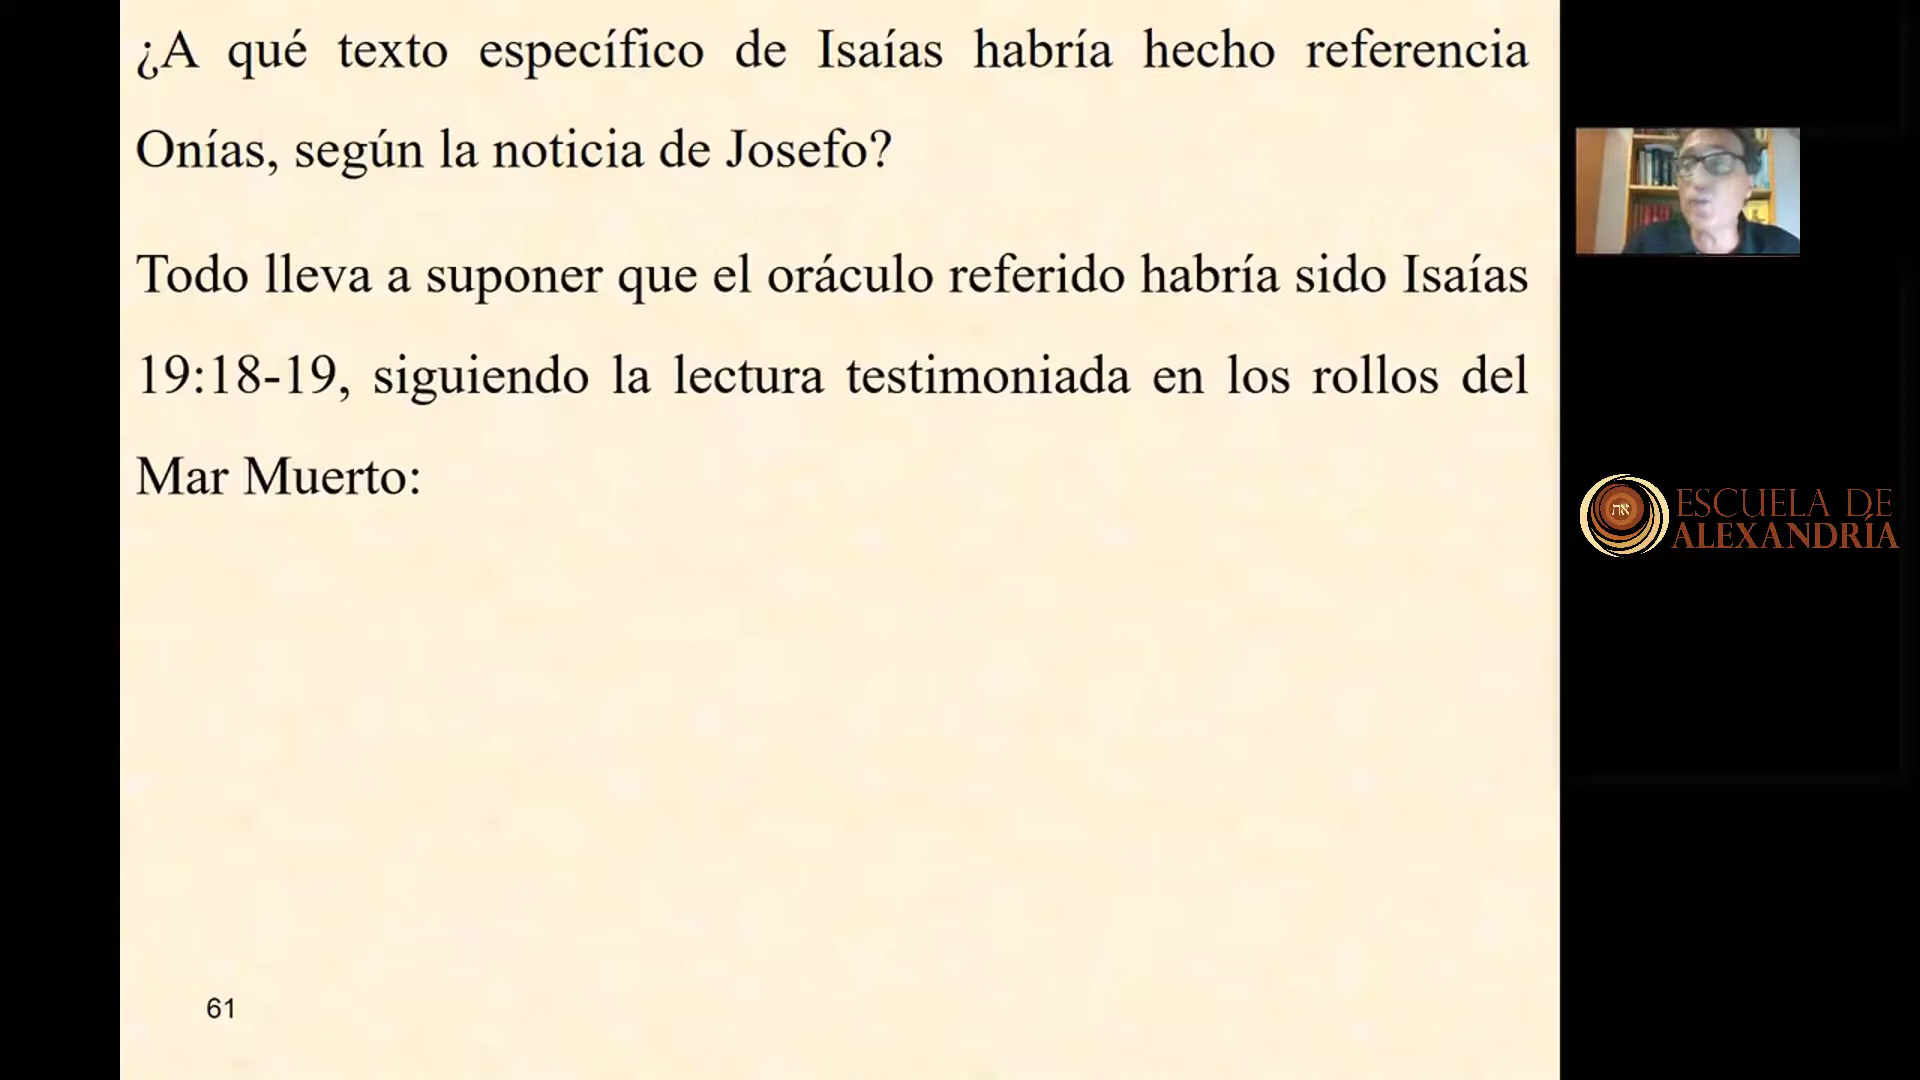 ¿A qué texto específico de Isaías habría hecho referencia
Onías, según la noticia de Josefo?
Todo lleva a suponer que el oráculo referido habría sido Isaías
19:18-19, siguiendo la lectura testimoniada en los rollos del
Mar Muerto:
61
את
ESCUELA DE
ALEXANDRÍA